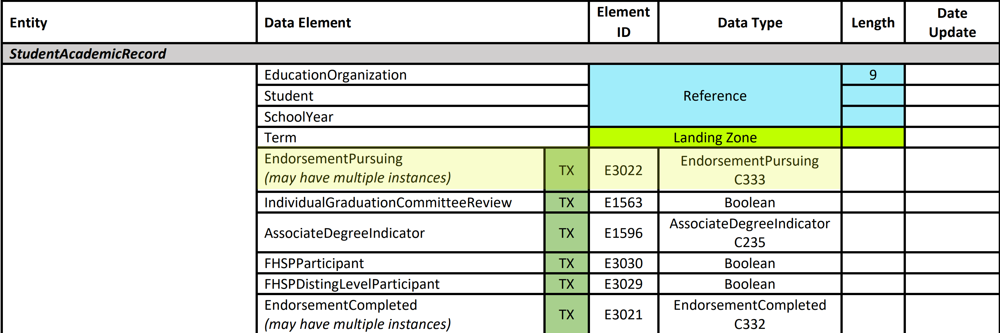 Entity Data Element Element ID Data Type Length Date Update
StudentAcademicRecord
EducationOrganization Reference 9
Student
SchoolYear
Term Landing Zone
EndorsementPursuing (may have multiple instances) TX E3022 EndorsementPursuing C333
IndividualGraduationCommitteeReview TX E1563 Boolean
AssociateDegreeIndicator TX E1596 AssociateDegreeIndicator C235
FHSPParticipant TX E3030 Boolean
FHSPDistingLevelParticipant TX E3029 Boolean
EndorsementCompleted (may have multiple instances) TX E3021 EndorsementCompleted C332